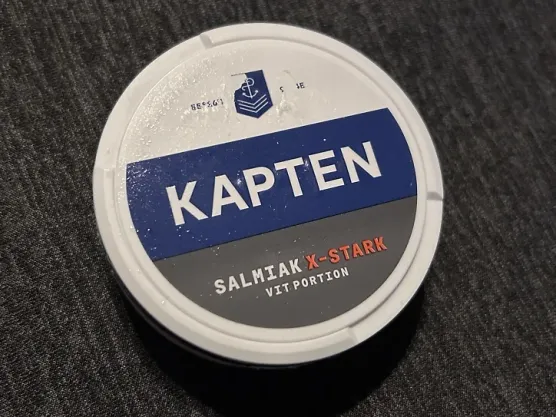 KAPTEN
SALMIAK X-STARK
VIT PORTION